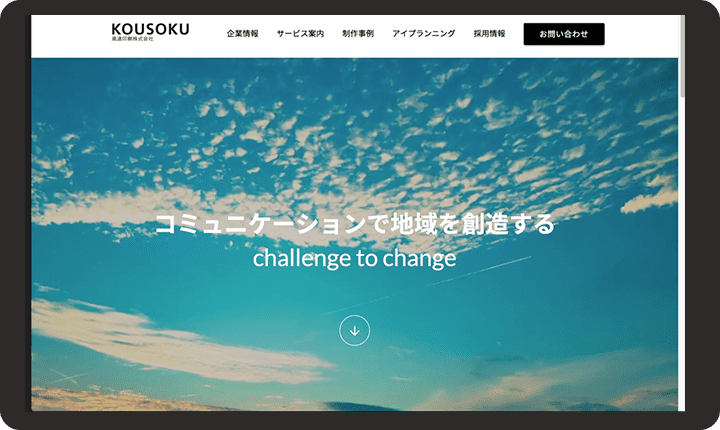 KOUSOKU
高速印刷株式会社
企業情報
サービス案内
制作事例
アイプランニング
採用情報
お問い合わせ
コミュニケーションで地域を創造する
challenge to change